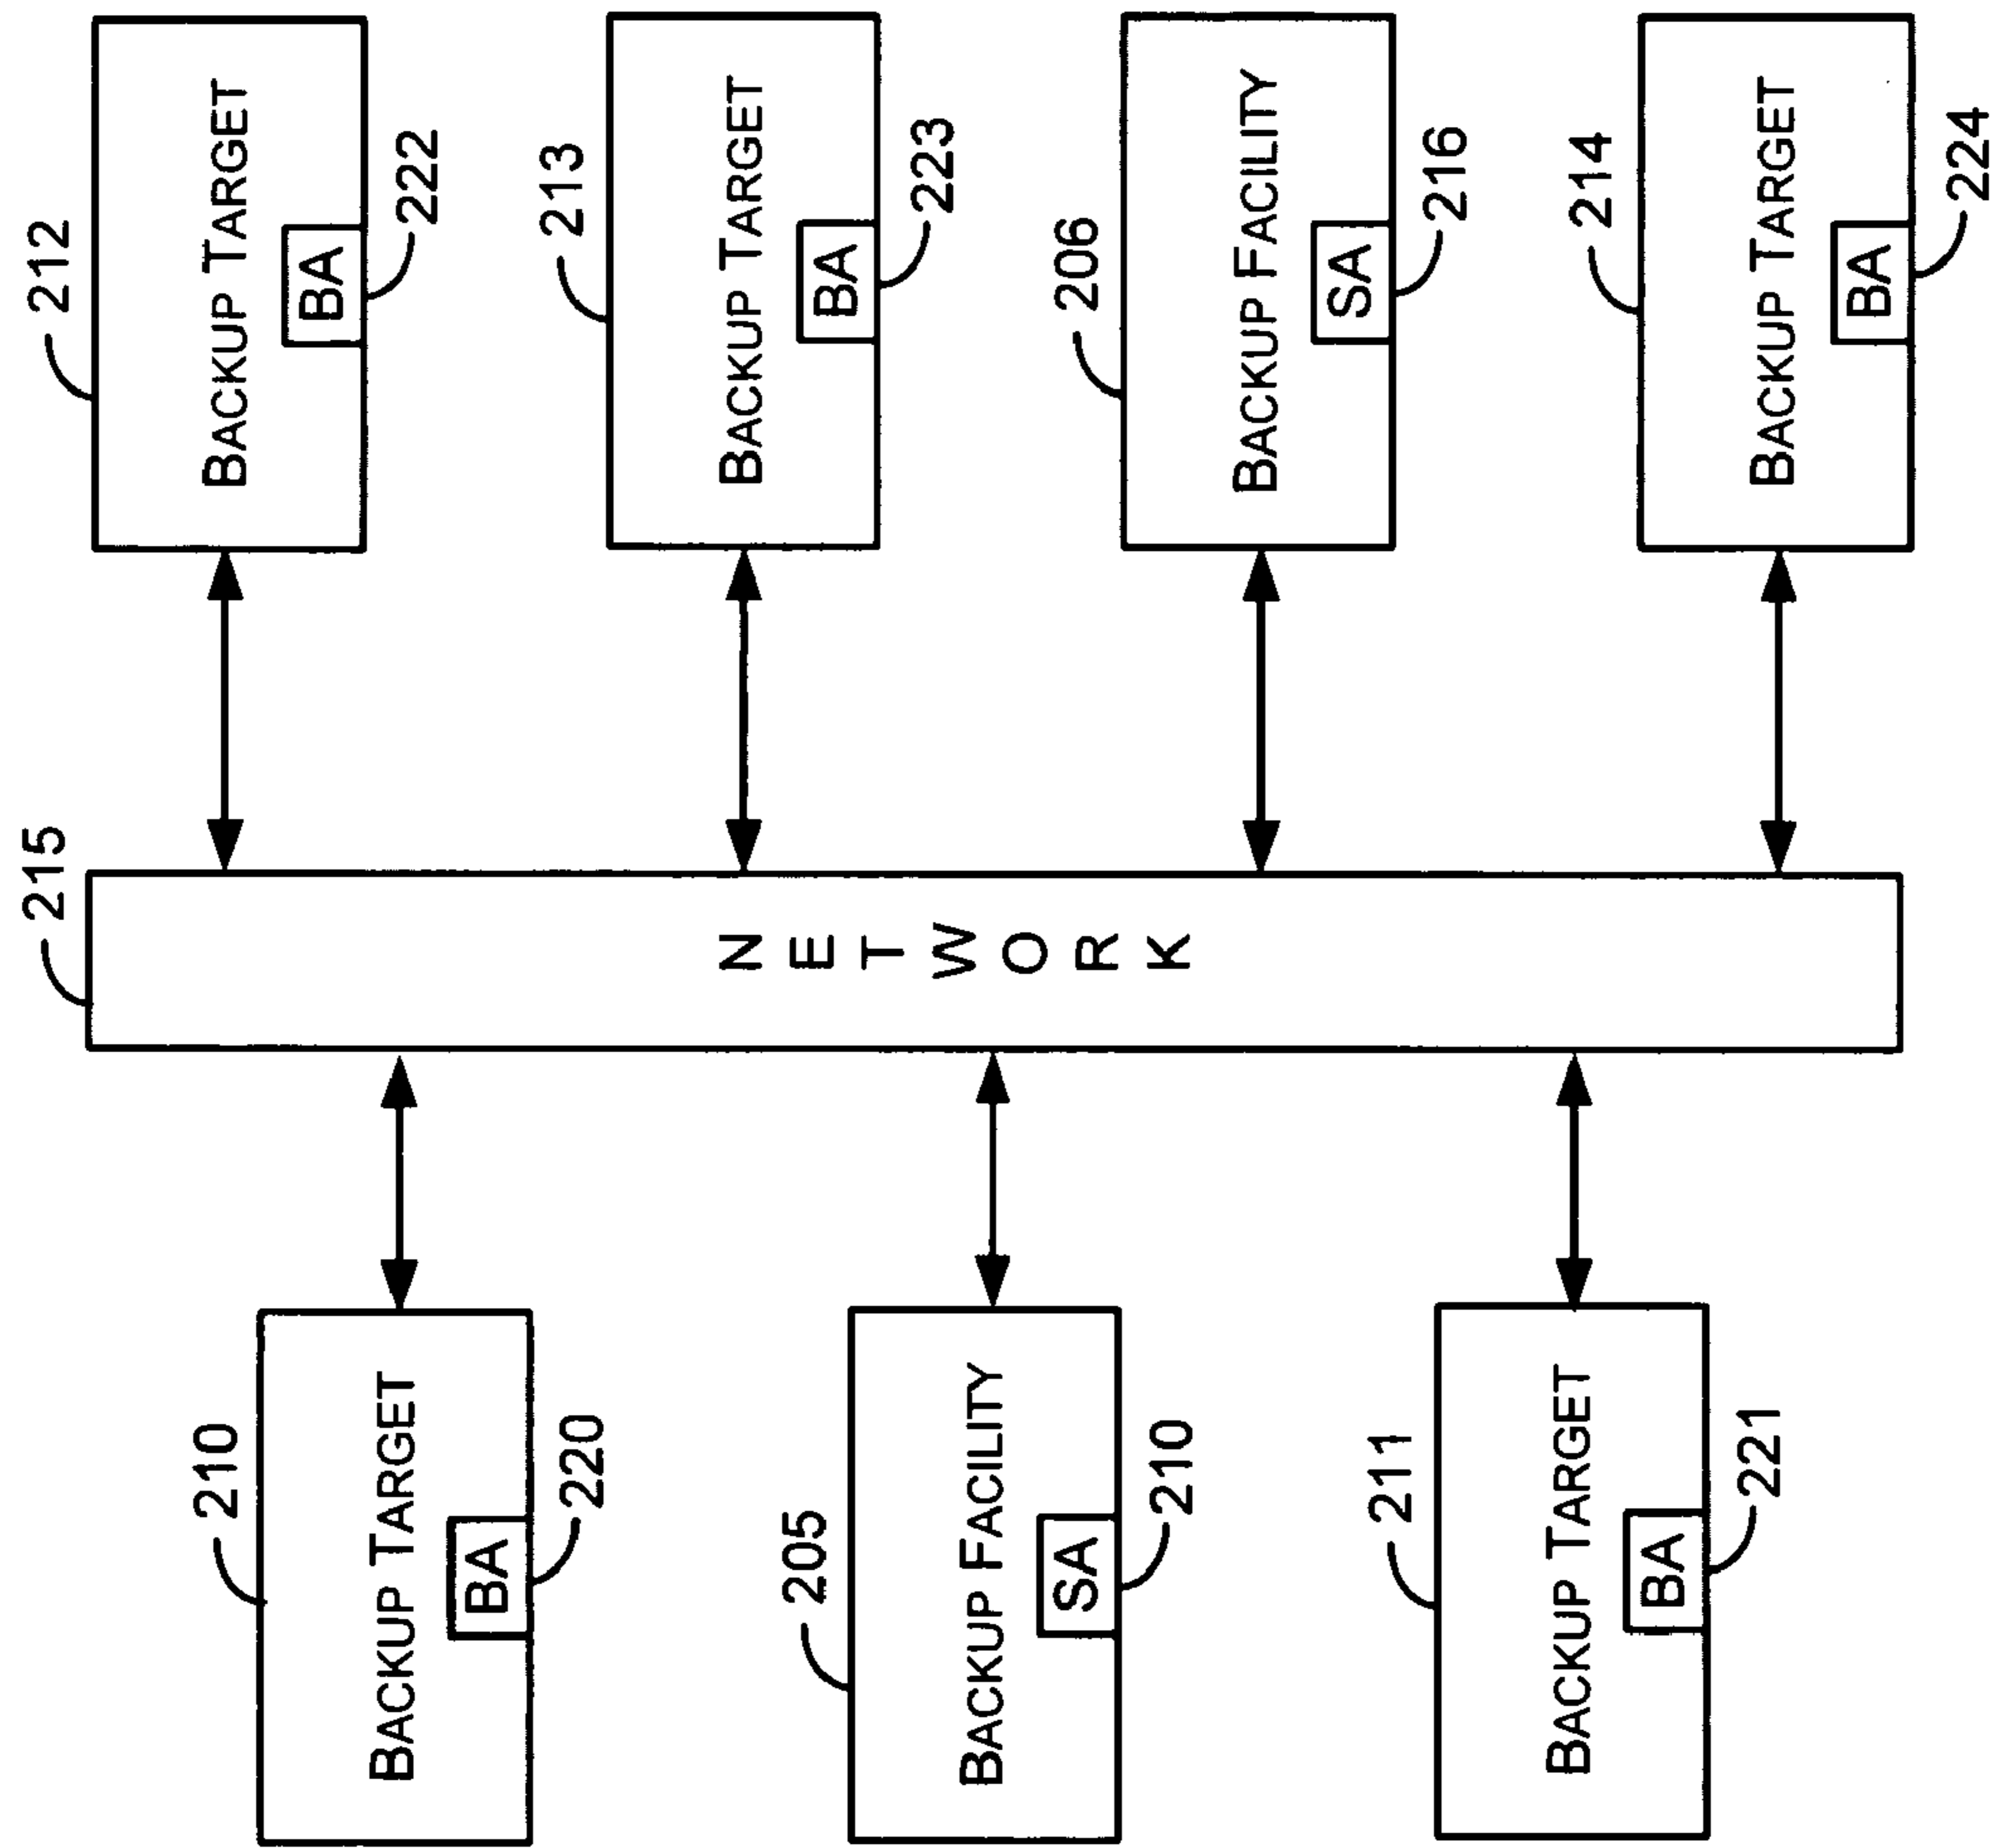 212
BACKUP TARGET
BA
222
213
BACKUP TARGET
BA
223
206
BACKUP FACILITY
SA
216
214
BACKUP TARGET
BA
224
215
NETWORK
210
BACKUP TARGET
BA
220
205
BACKUP FACILITY
SA
210
211
BACKUP TARGET
BA
221